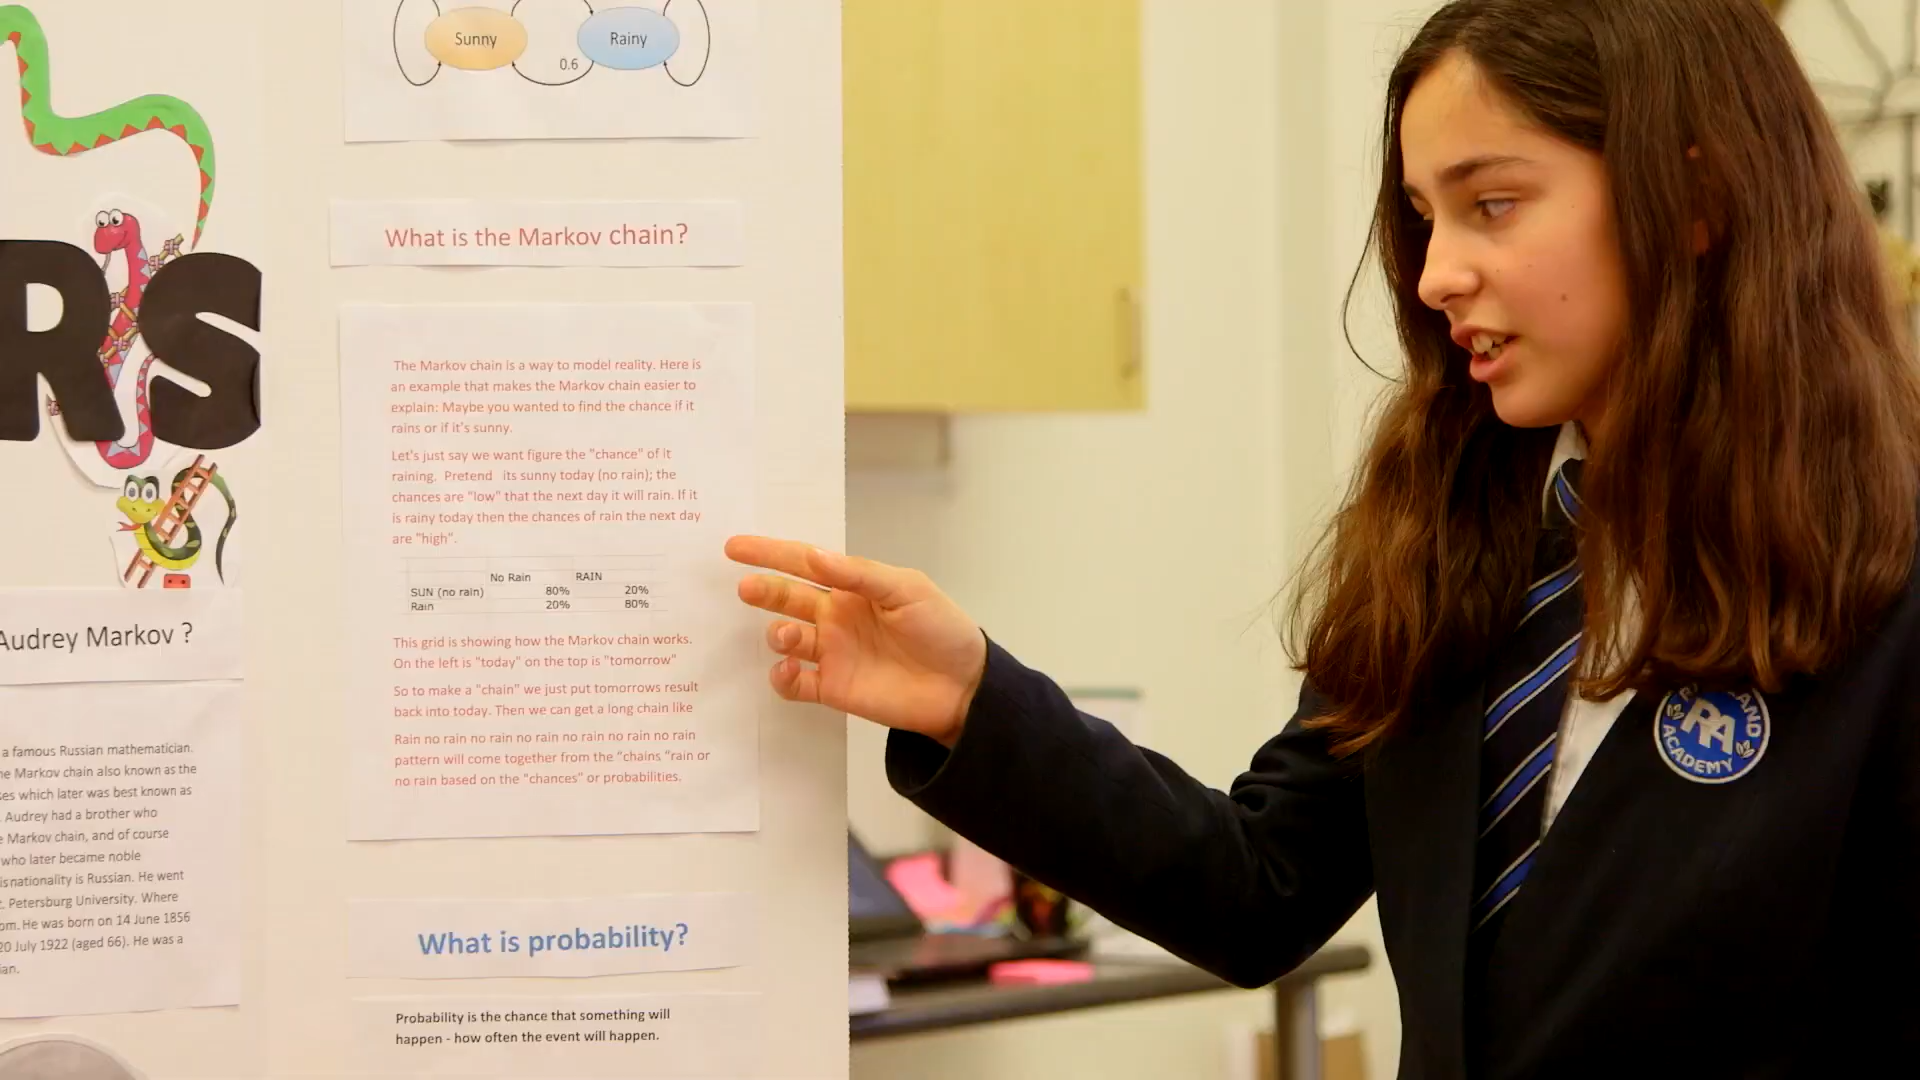 RS
Audrey Markov ?
a famous Russian mathematician.
Markov chain also known as the
which later was best known as
Audrey had a brother who
Markov chain, and of course
who later became noble
nationality is Russian. He went
Petersburg University. Where
He was born on 14 June 1856
20 July 1922 (aged 66). He was a
Sunny
Rainy
0.6
What is the Markov chain?
The Markov chain is a way to model reality. Here is
an example that makes the Markov chain easier to
explain: Maybe you wanted to find the chance if it
rains or if it's sunny.
Let's just say we want figure the "chance" of it
raining. Pretend its sunny today (no rain); the
chances are "low" that the next day it will rain. If it
is rainy today then the chances of rain the next day
are "high".
No Rain RAIN
SUN (no rain) 80% 20%
Rain 20% 80%
This grid is showing how the Markov chain works.
On the left is "today" on the top is "tomorrow"
So to make a "chain" we just put tomorrows result
back into today. Then we can get a long chain like
Rain no rain no rain no rain no rain no rain no rain
pattern will come together from the "chains "rain or
no rain based on the "chances" or probabilities.
What is probability?
Probability is the chance that something will
happen - how often the event will happen.
RA
ACADEMY